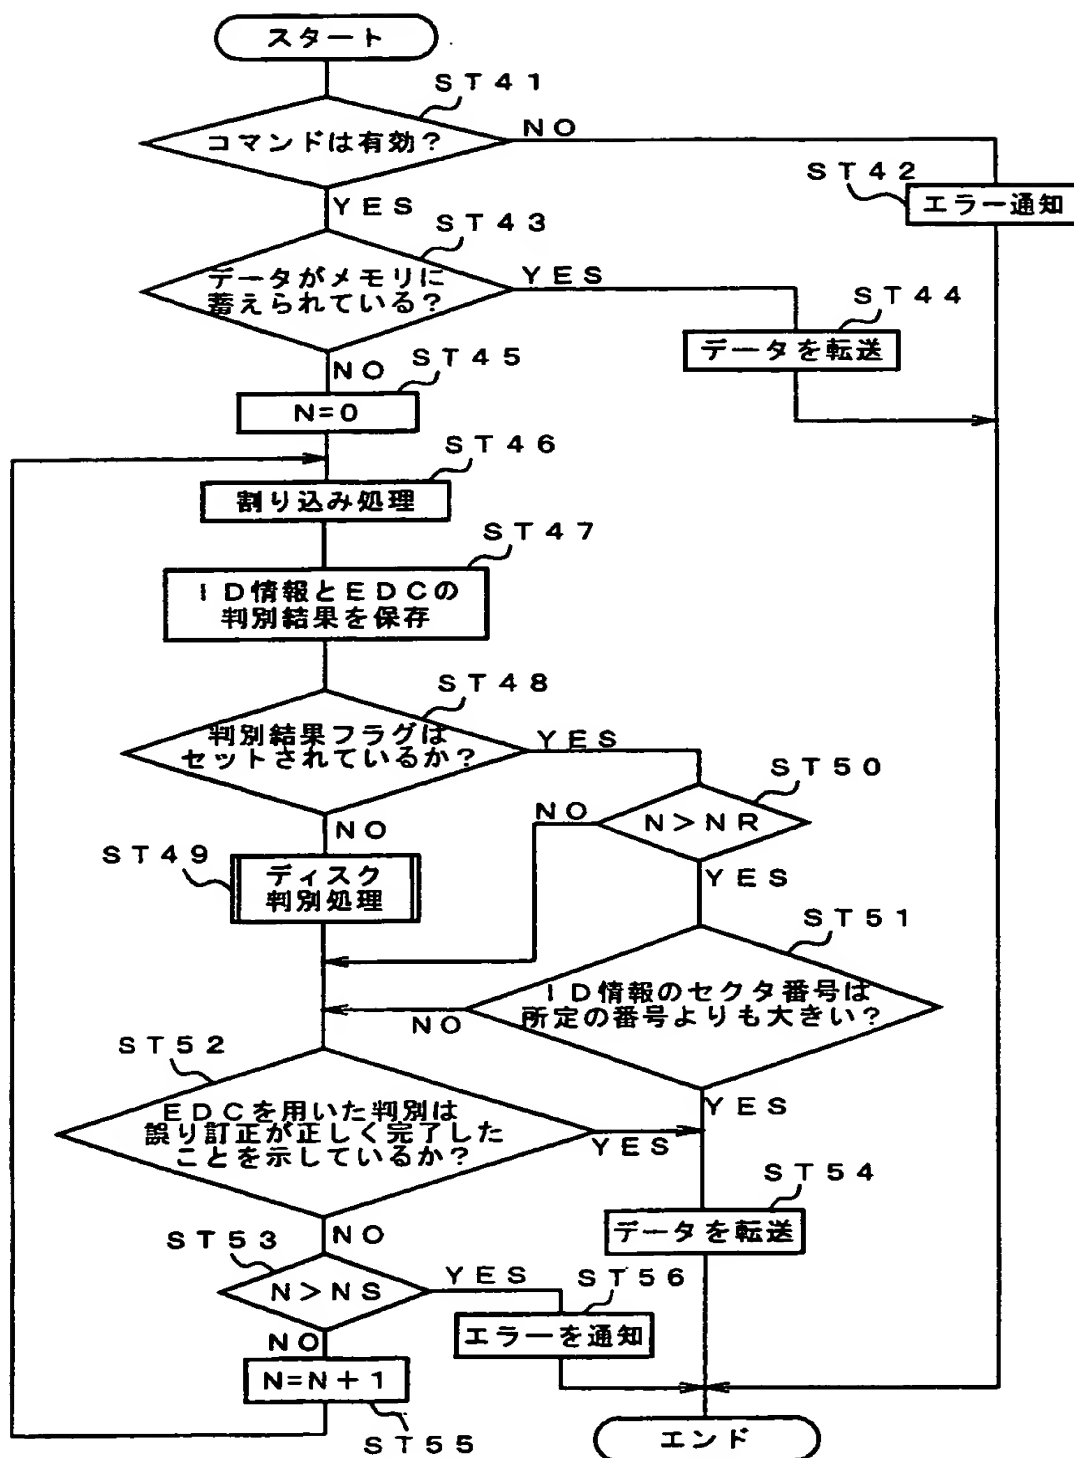 スタート
ST41
コマンドは有効?
NO
ST42
エラー通知
YES
ST43
データがメモリに
蓄えられている?
YES
ST44
データを転送
NO
ST45
N=0
ST46
割り込み処理
ST47
ID情報とEDCの
判別結果を保存
ST48
判別結果フラグは
セットされているか?
YES
ST50
N>NR
NO
NO
ST49
ディスク
判別処理
YES
ST51
ID情報のセクタ番号は
所定の番号よりも大きい?
NO
ST52
YES
EDCを用いた判別は
誤り訂正が正しく完了した
ことを示しているか?
YES
ST54
データを転送
NO
ST53
N>NS
YES
ST56
エラーを通知
NO
N=N+1
ST55
エンド